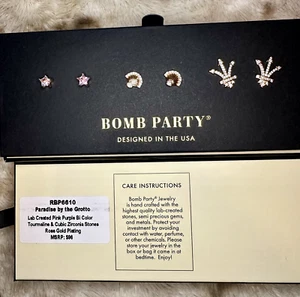 BOMB PARTY®
DESIGNED IN THE USA
RBP6610
Paradise by the Grotto
Lab Created Pink Purple Bi Color
Tourmaline & Cubic Zirconia Stones
Rose Gold Plating
MSRP: $96
CARE INSTRUCTIONS
Bomb Party® Jewelry
is hand crafted with the
highest quality lab-created
stones, semi precious gems,
and metals. Protect your
investment by avoiding
contact with water, perfume,
or other chemicals. Please
store your jewelry in the
box or bag it came in at
bedtime. Enjoy!